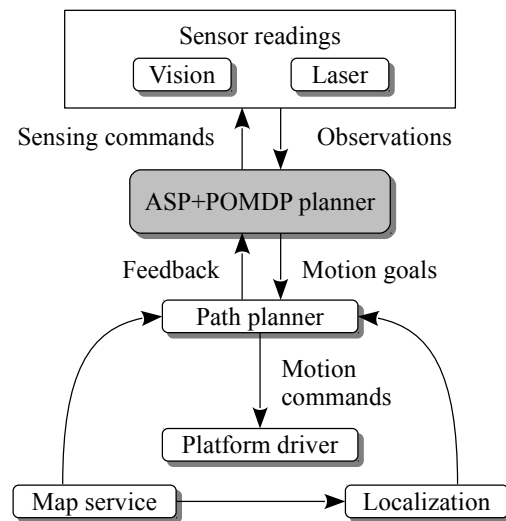 Sensor readings
Vision
Laser
Sensing commands
Observations
ASP+POMDP planner
Feedback
Motion goals
Path planner
Motion
commands
Platform driver
Map service
Localization